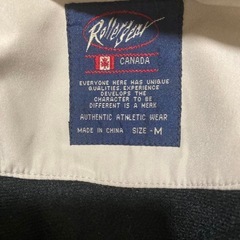 Rollergear
CANADA
EVERYONE HERE HAS UNIQUE
QUALITIES. EXPERIENCE
DEVELOPS THE
CHARACTER TO BE
DIFFERENT IS A MERK
AUTHENTIC ATHLETIC WEAR
MADE IN CHINA SIZE-M